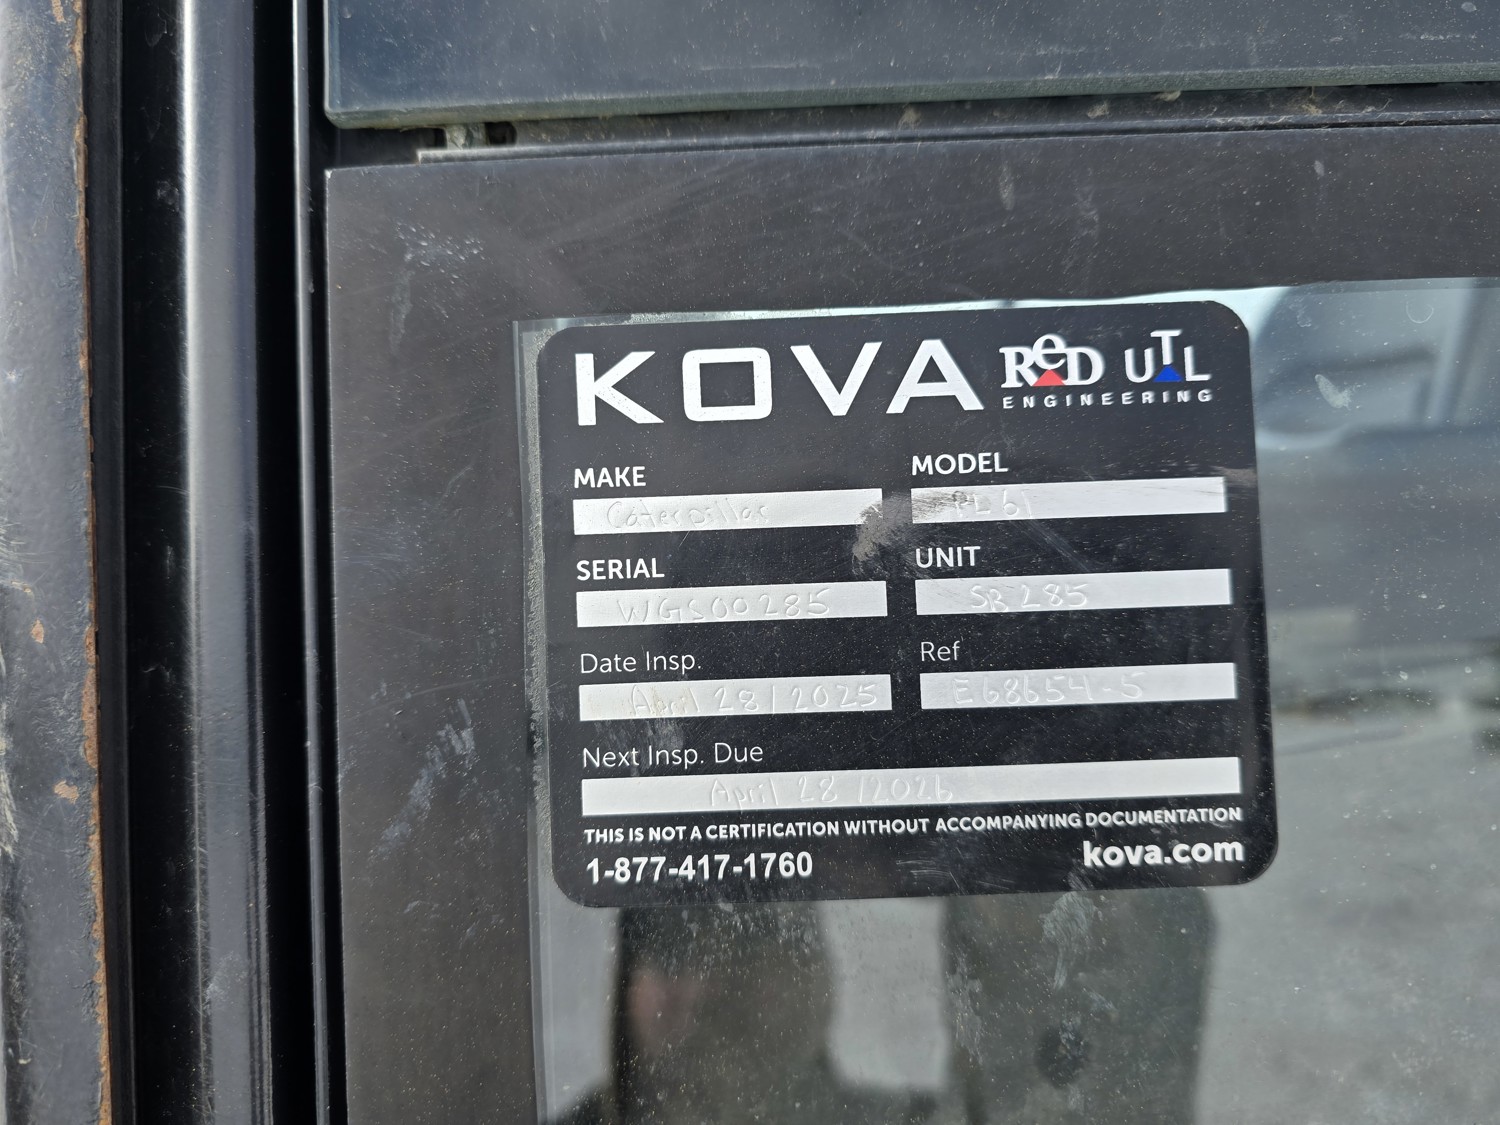 KOVA ReD UTL
ENGINEERING
MAKE MODEL
Caterpillar PL61
SERIAL UNIT
WGS00285 SB285
Date Insp. Ref
April 28/2025 E68654-5
Next Insp. Due
April 28/2026
THIS IS NOT A CERTIFICATION WITHOUT ACCOMPANYING DOCUMENTATION
1-877-417-1760 kova.com